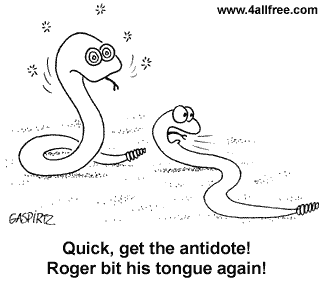 www.4allfree.com
GASPIRTZ
Quick, get the antidote!
Roger bit his tongue again!